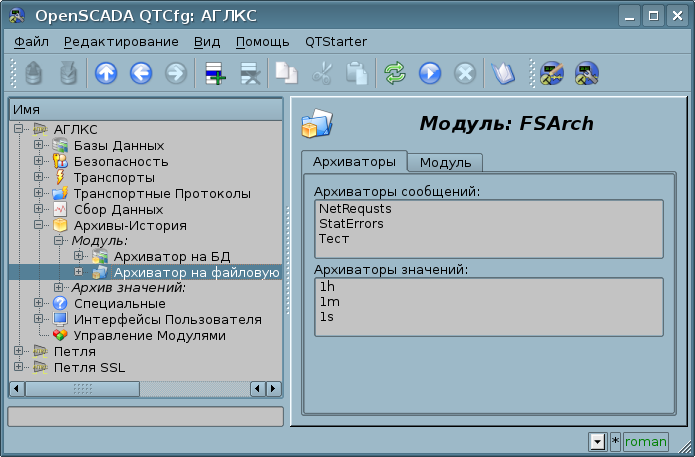 OpenSCADA QTCfg: АГЛКС
Файл Редактирование Вид Помощь QTStarter
Имя
АГЛКС
Базы Данных
Безопасность
Транспорты
Транспортные Протоколы
Сбор Данных
Архивы-История
Модуль:
Архиватор на БД
Архиватор на файловую
Архив значений:
Специальные
Интерфейсы Пользователя
Управление Модулями
Петля
Петля SSL
Модуль: FSArch
Архиваторы Модуль
Архиваторы сообщений:
NetRequsts
StatErrors
Тест
Архиваторы значений:
1h
1m
1s
* roman